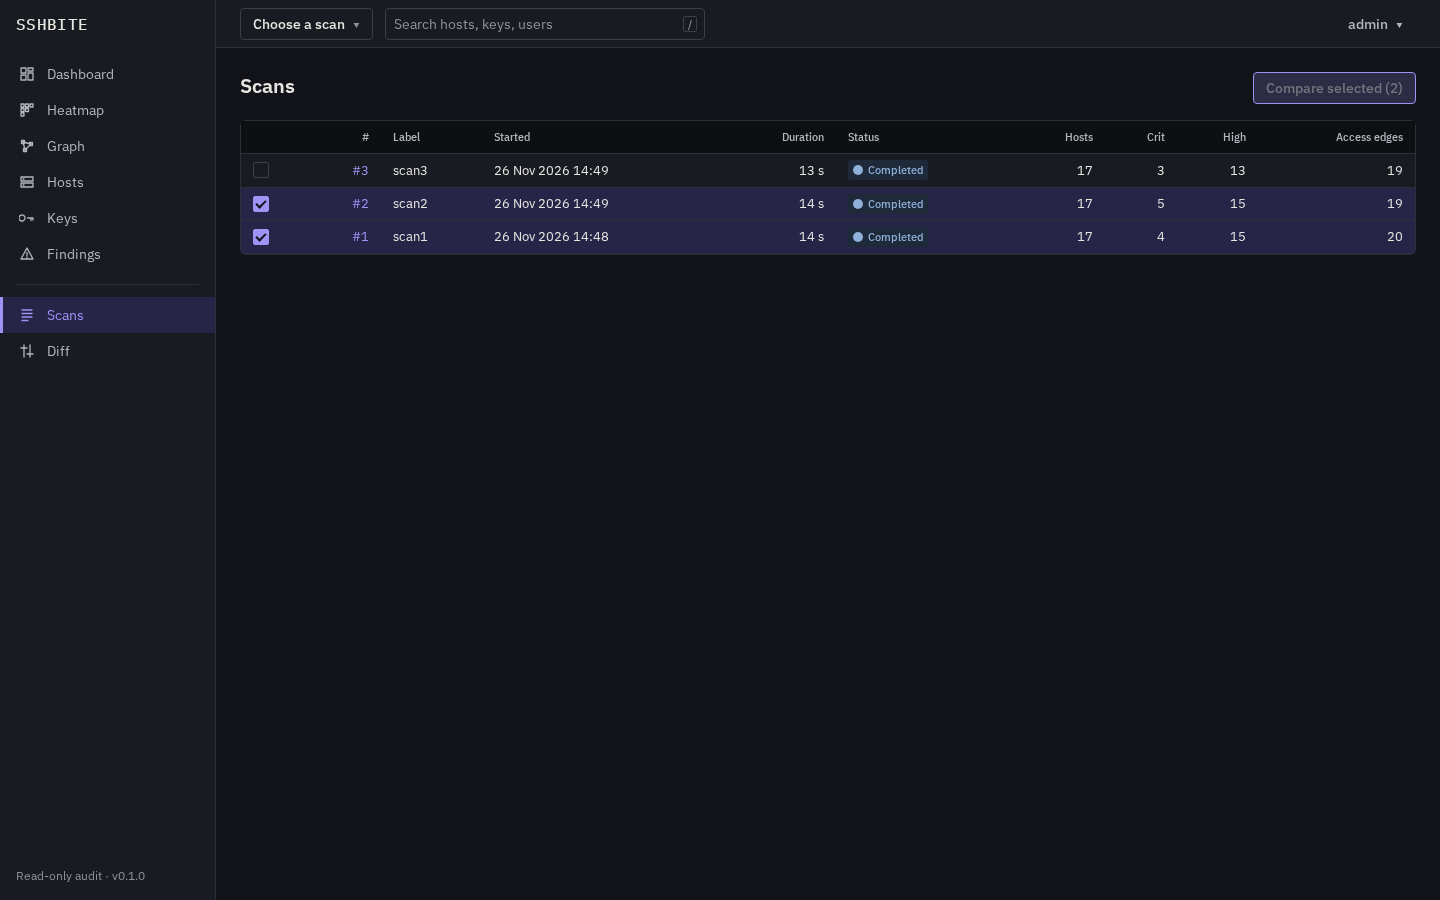 SSHBITE
Choose a scan
Search hosts, keys, users /
admin
Dashboard
Heatmap
Graph
Hosts
Keys
Findings
Scans
Diff
Read-only audit · v0.1.0
Scans
Compare selected (2)
# Label Started Duration Status Hosts Crit High Access edges
#3 scan3 26 Nov 2026 14:49 13 s Completed 17 3 13 19
#2 scan2 26 Nov 2026 14:49 14 s Completed 17 5 15 19
#1 scan1 26 Nov 2026 14:48 14 s Completed 17 4 15 20